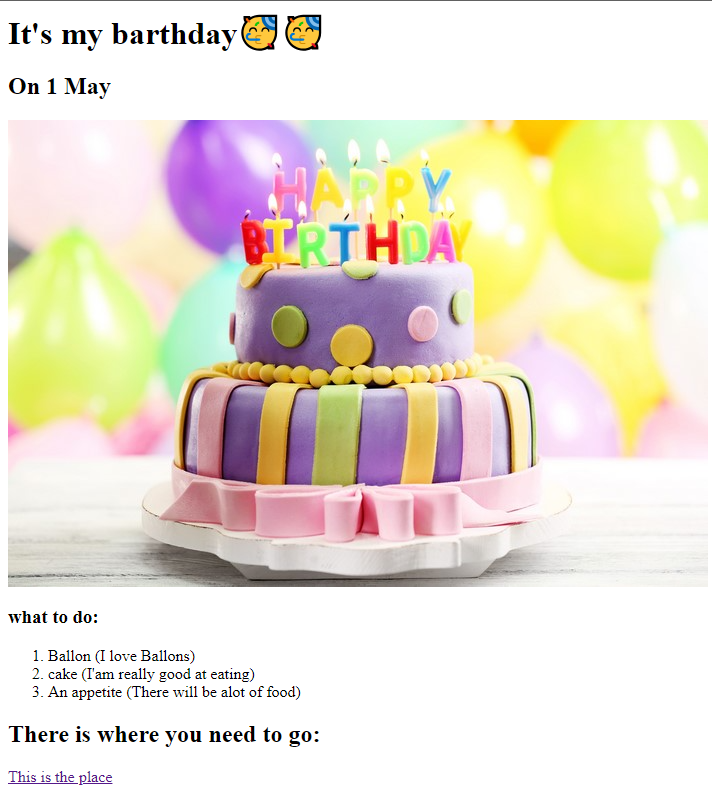 It's my barthday🥳🥳
On 1 May
HAPPY
BIRTHDAY
what to do:
1. Ballon (I love Ballons)
2. cake (I'am really good at eating)
3. An appetite (There will be alot of food)
There is where you need to go:
This is the place